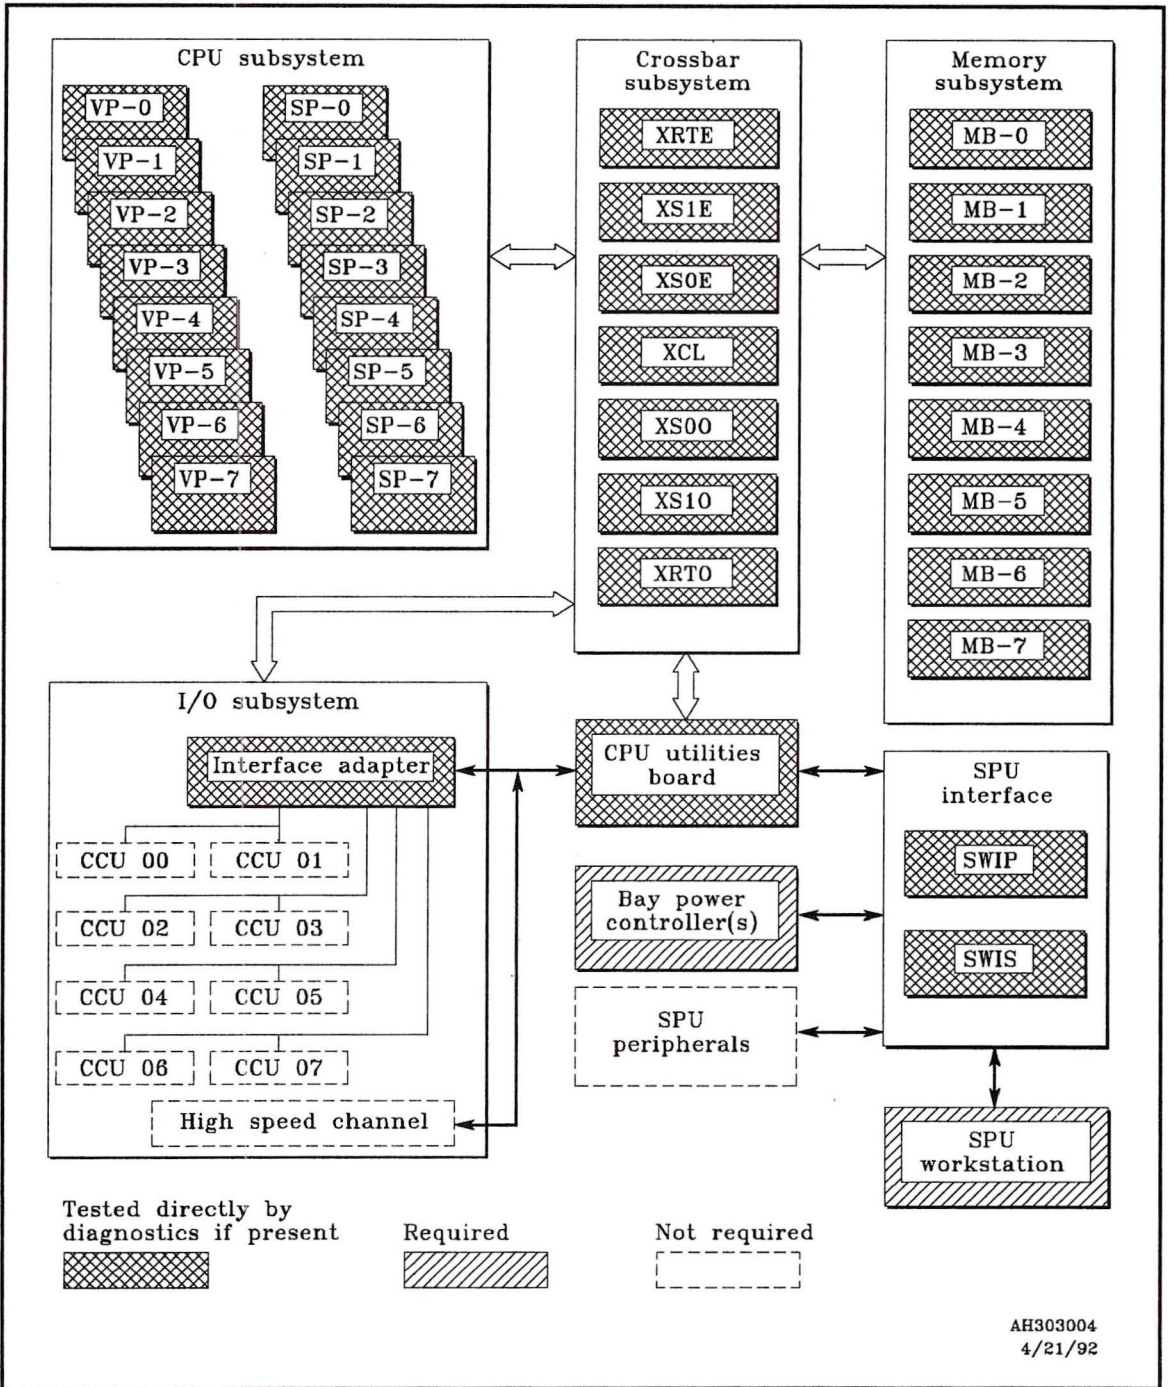 CPU subsystem
VP-0
VP-1
VP-2
VP-3
VP-4
VP-5
VP-6
VP-7
SP-0
SP-1
SP-2
SP-3
SP-4
SP-5
SP-6
SP-7
Crossbar
subsystem
XRTE
XS1E
XS0E
XCL
XS0O
XS1O
XRTO
Memory
subsystem
MB-0
MB-1
MB-2
MB-3
MB-4
MB-5
MB-6
MB-7
I/O subsystem
Interface adapter
CCU 00
CCU 01
CCU 02
CCU 03
CCU 04
CCU 05
CCU 06
CCU 07
High speed channel
CPU utilities
board
Bay power
controller(s)
SPU
peripherals
SPU
interface
SWIP
SWIS
SPU
workstation
Tested directly by
diagnostics if present
Required
Not required
AH303004
4/21/92